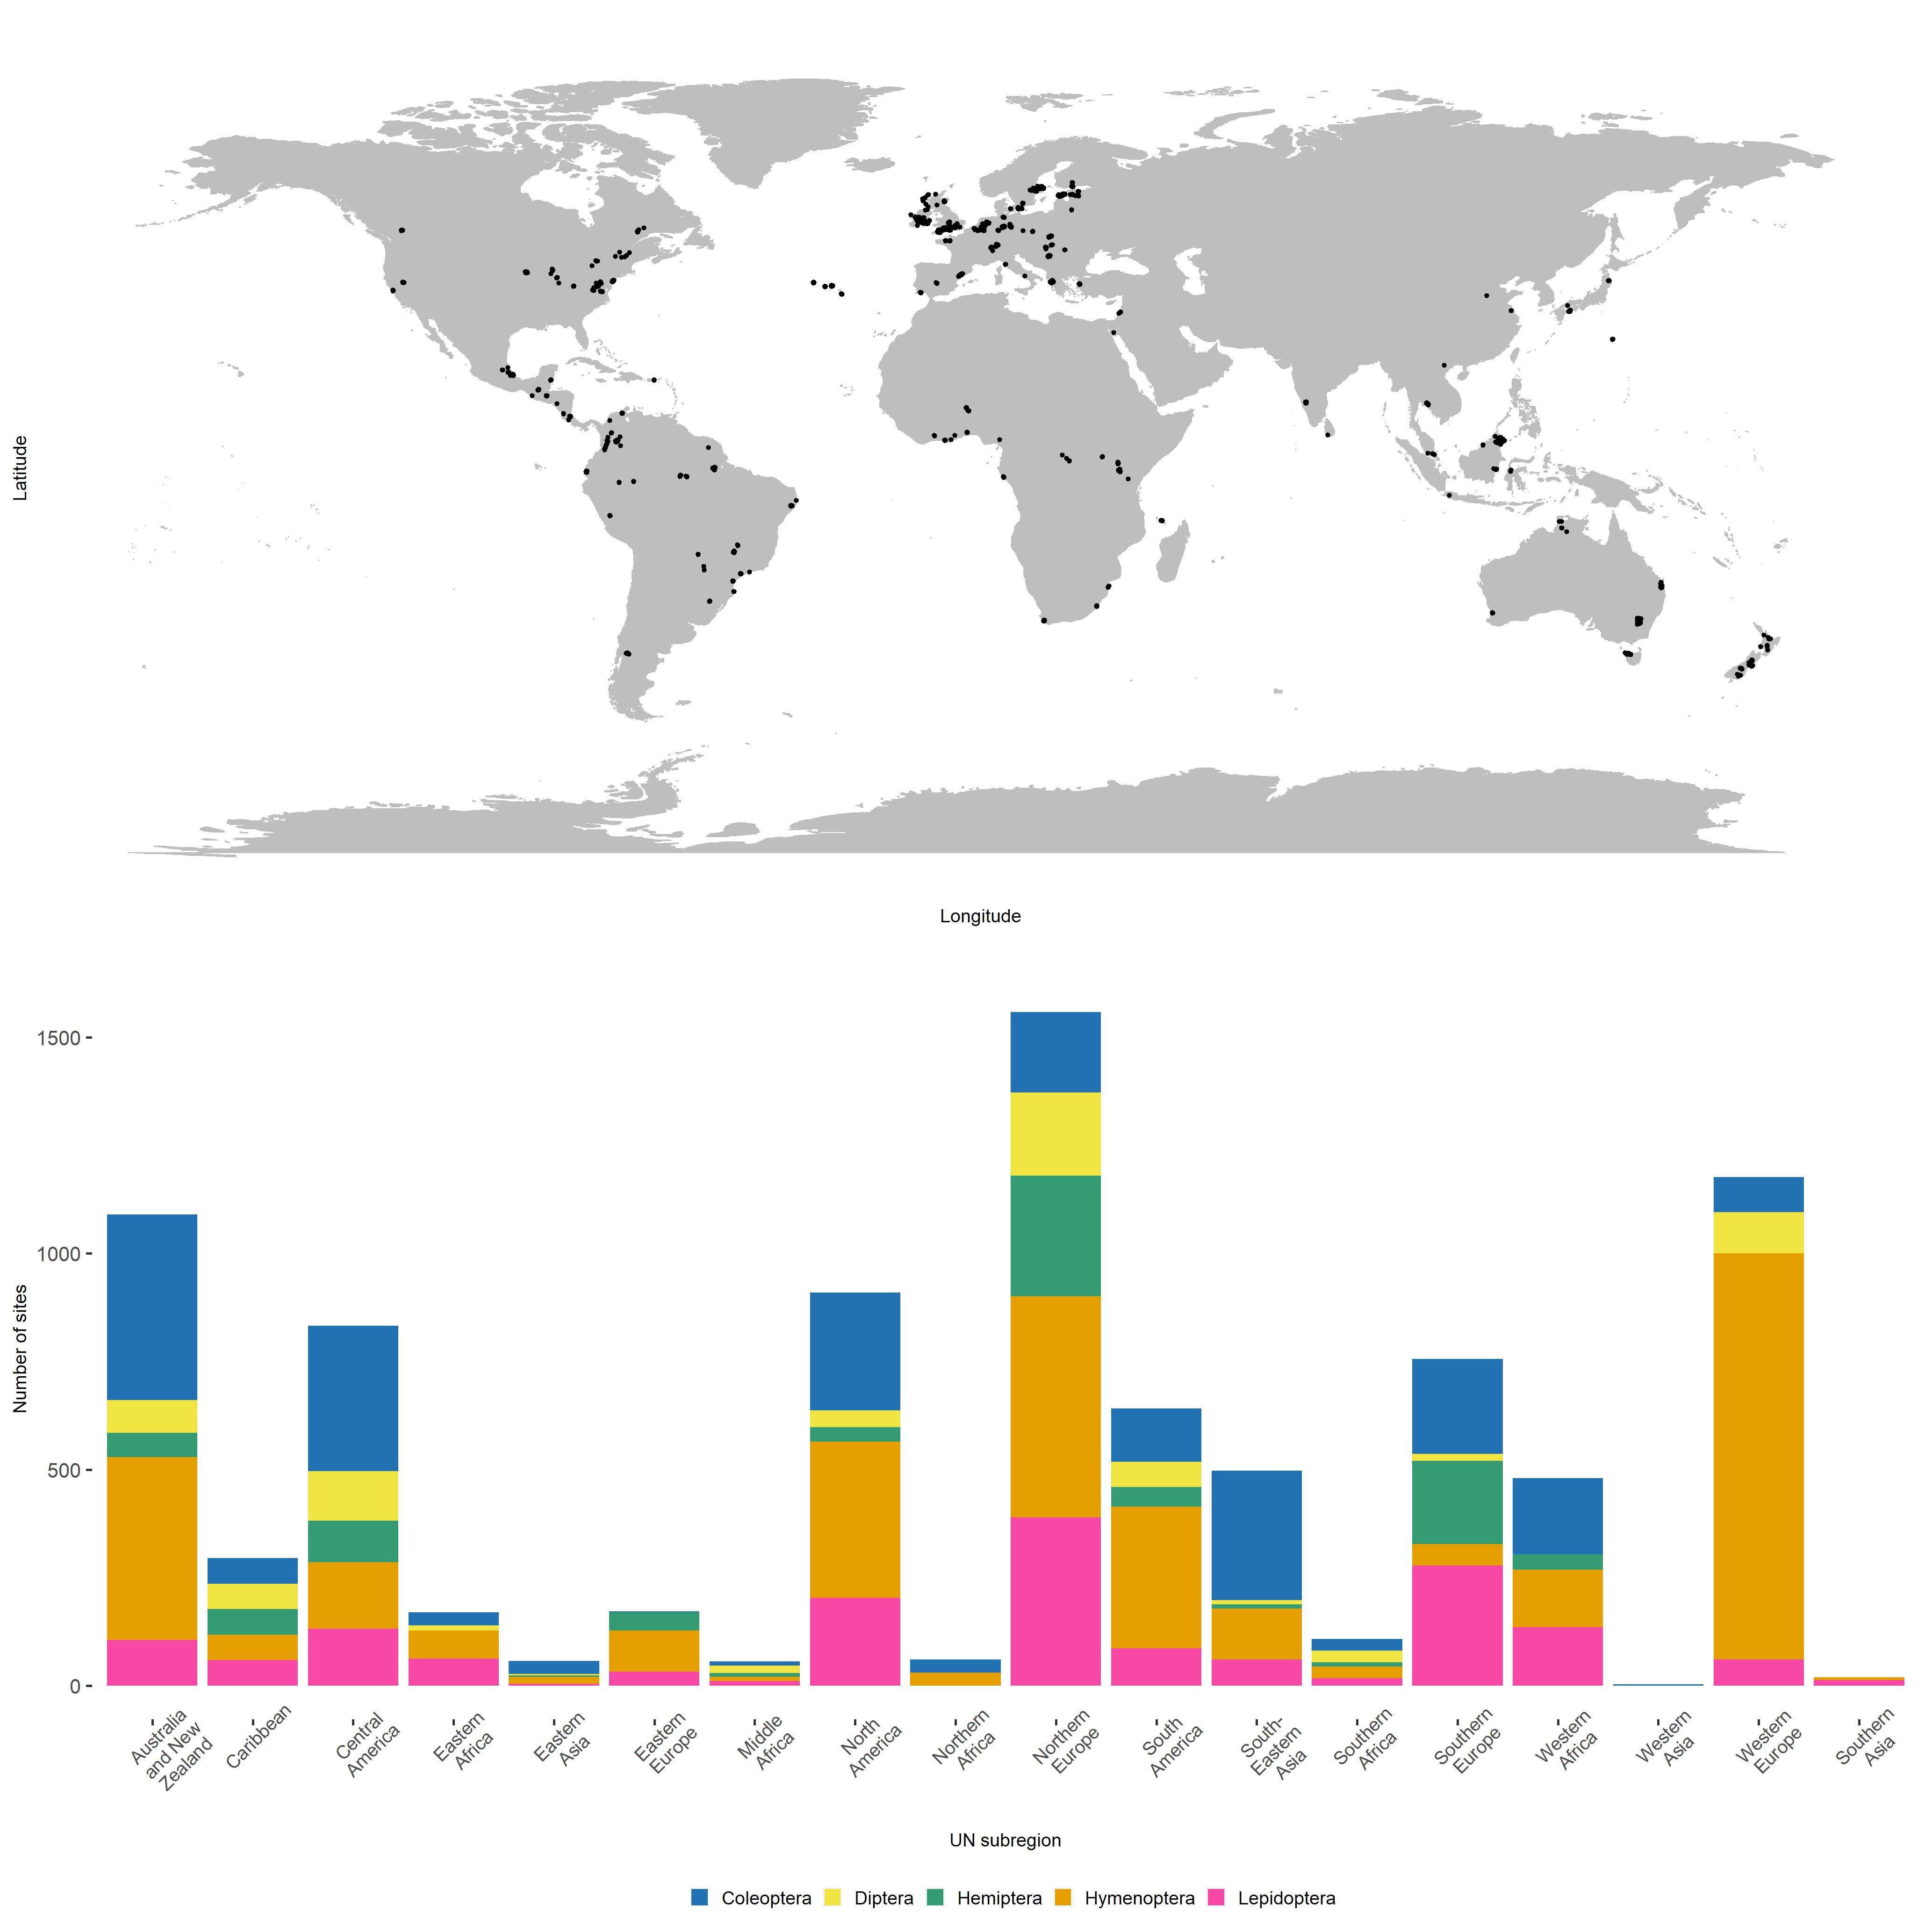 Latitude
Longitude
1500
1000
500
0
Number of sites
Australia
and New
Zealand
Caribbean
Central
America
Eastern
Africa
Eastern
Asia
Eastern
Europe
Middle
Africa
North
America
Northern
Africa
Northern
Europe
South
America
South-
Eastern
Asia
Southern
Africa
Southern
Europe
Western
Africa
Western
Asia
Western
Europe
Southern
Asia
UN subregion
Coleoptera Diptera Hemiptera Hymenoptera Lepidoptera